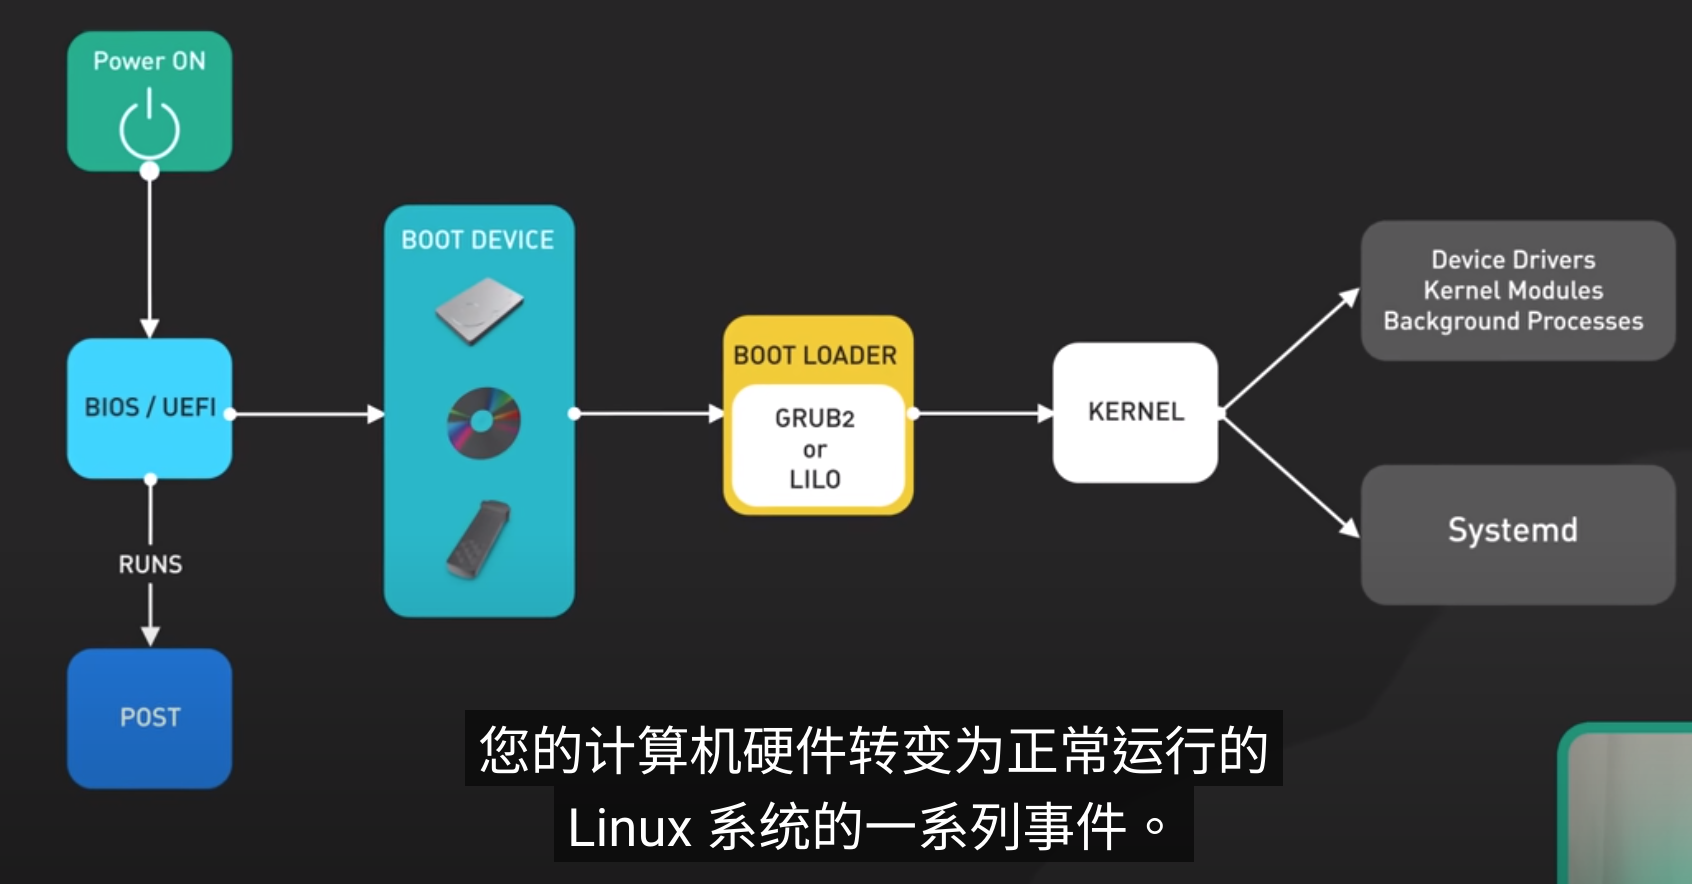 Power ON
BIOS / UEFI
RUNS
POST
BOOT DEVICE
BOOT LOADER
GRUB2
or
LILO
KERNEL
Device Drivers
Kernel Modules
Background Processes
Systemd
您的计算机硬件转变为正常运行的
Linux 系统的一系列事件。